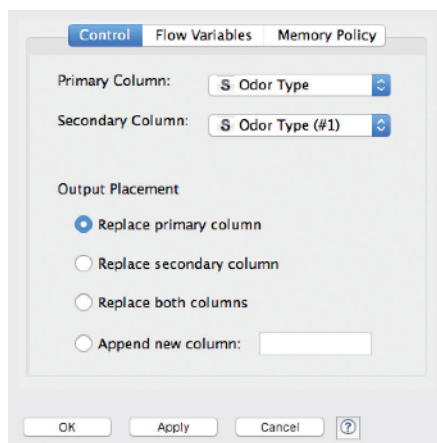 Control Flow Variables Memory Policy
Primary Column: S Odor Type
Secondary Column: S Odor Type (#1)
Output Placement
Replace primary column
Replace secondary column
Replace both columns
Append new column:
OK Apply Cancel ?